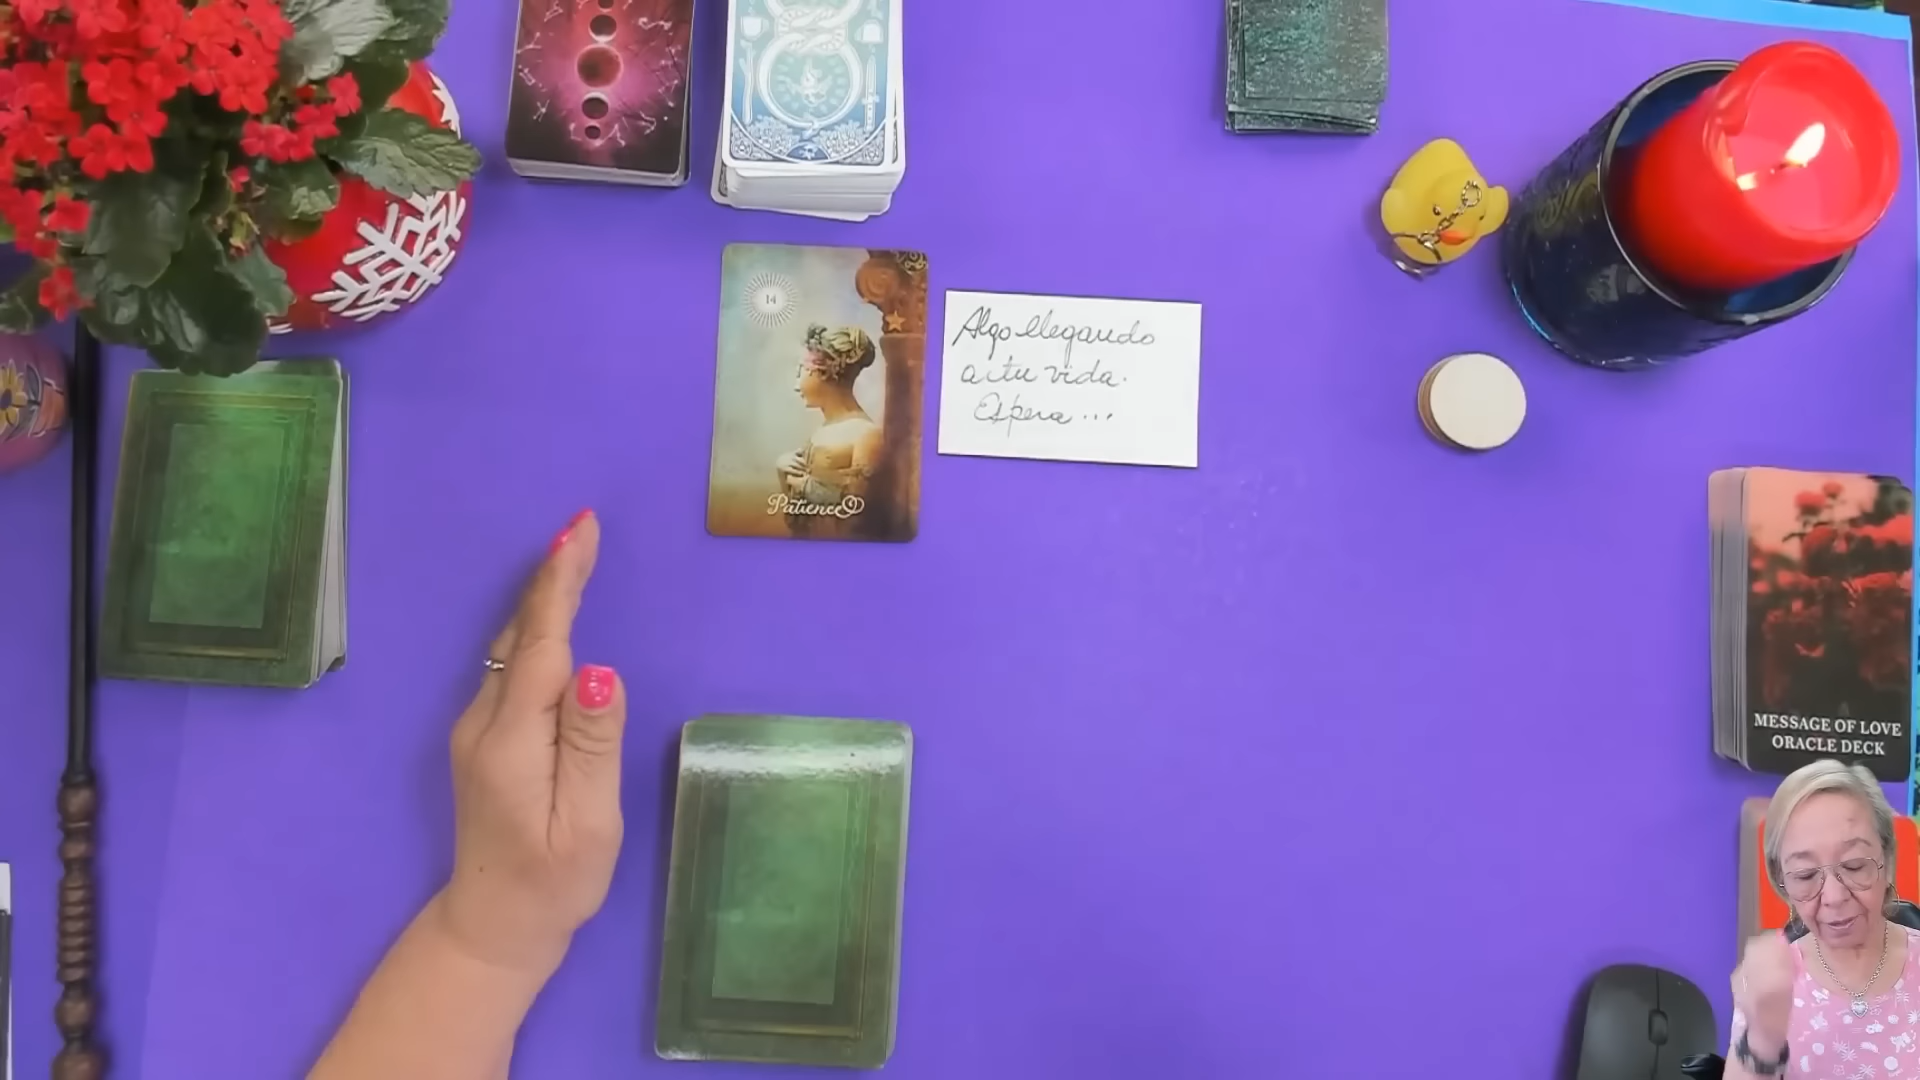 14
Patience
Algo llegando
a tu vida.
Espera...
MESSAGE OF LOVE
ORACLE DECK